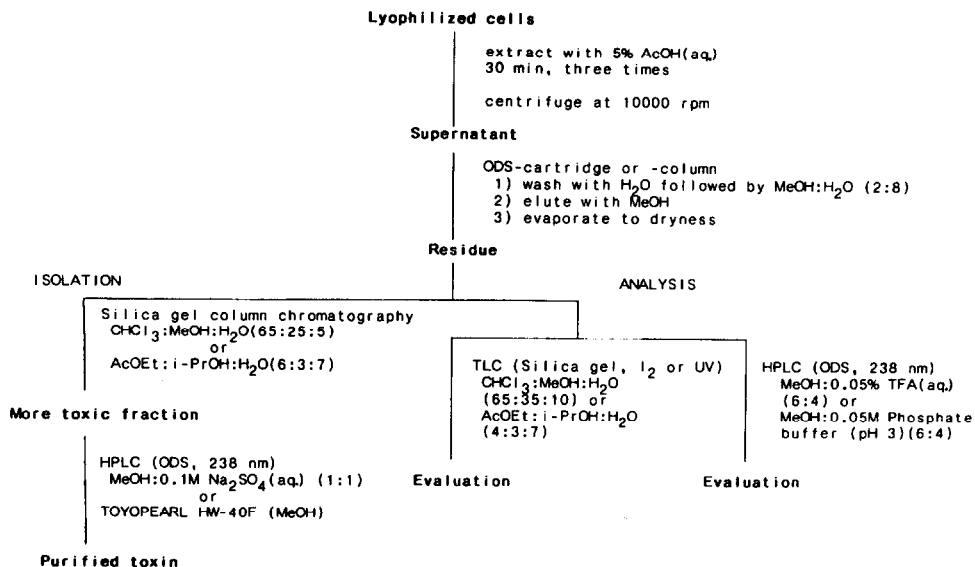 Lyophilized cells
extract with 5% AcOH(aq.)
30 min, three times
centrifuge at 10000 rpm
Supernatant
ODS-cartridge or -column
1) wash with H2O followed by MeOH:H2O (2:8)
2) elute with MeOH
3) evaporate to dryness
Residue
ISOLATION
ANALYSIS
Silica gel column chromatography
CHCl3:MeOH:H2O(65:25:5)
or
AcOEt:i-PrOH:H2O(6:3:7)
TLC (Silica gel, I2 or UV)
CHCl3:MeOH:H2O
(65:35:10) or
AcOEt:i-PrOH:H2O
(4:3:7)
HPLC (ODS, 238 nm)
MeOH:0.05% TFA(aq.)
(6:4) or
MeOH:0.05M Phosphate
buffer (pH 3)(6:4)
More toxic fraction
HPLC (ODS, 238 nm)
MeOH:0.1M Na2SO4(aq.) (1:1)
or
TOYOPEARL HW-40F (MeOH)
Evaluation
Evaluation
Purified toxin